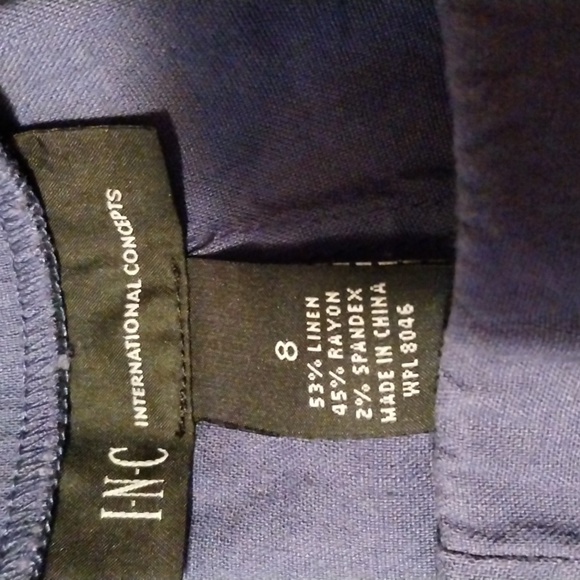 I·N·C
INTERNATIONAL CONCEPTS
8
53% LINEN
45% RAYON
2% SPANDEX
MADE IN CHINA
WPL 8046